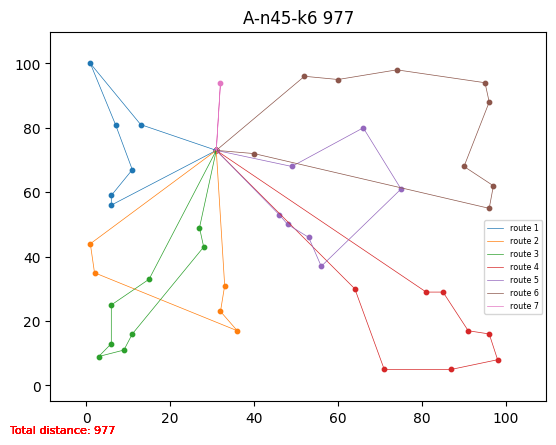 A-n45-k6 977
100
80
60
40
20
0
0 20 40 60 80 100
route 1
route 2
route 3
route 4
route 5
route 6
route 7
Total distance: 977